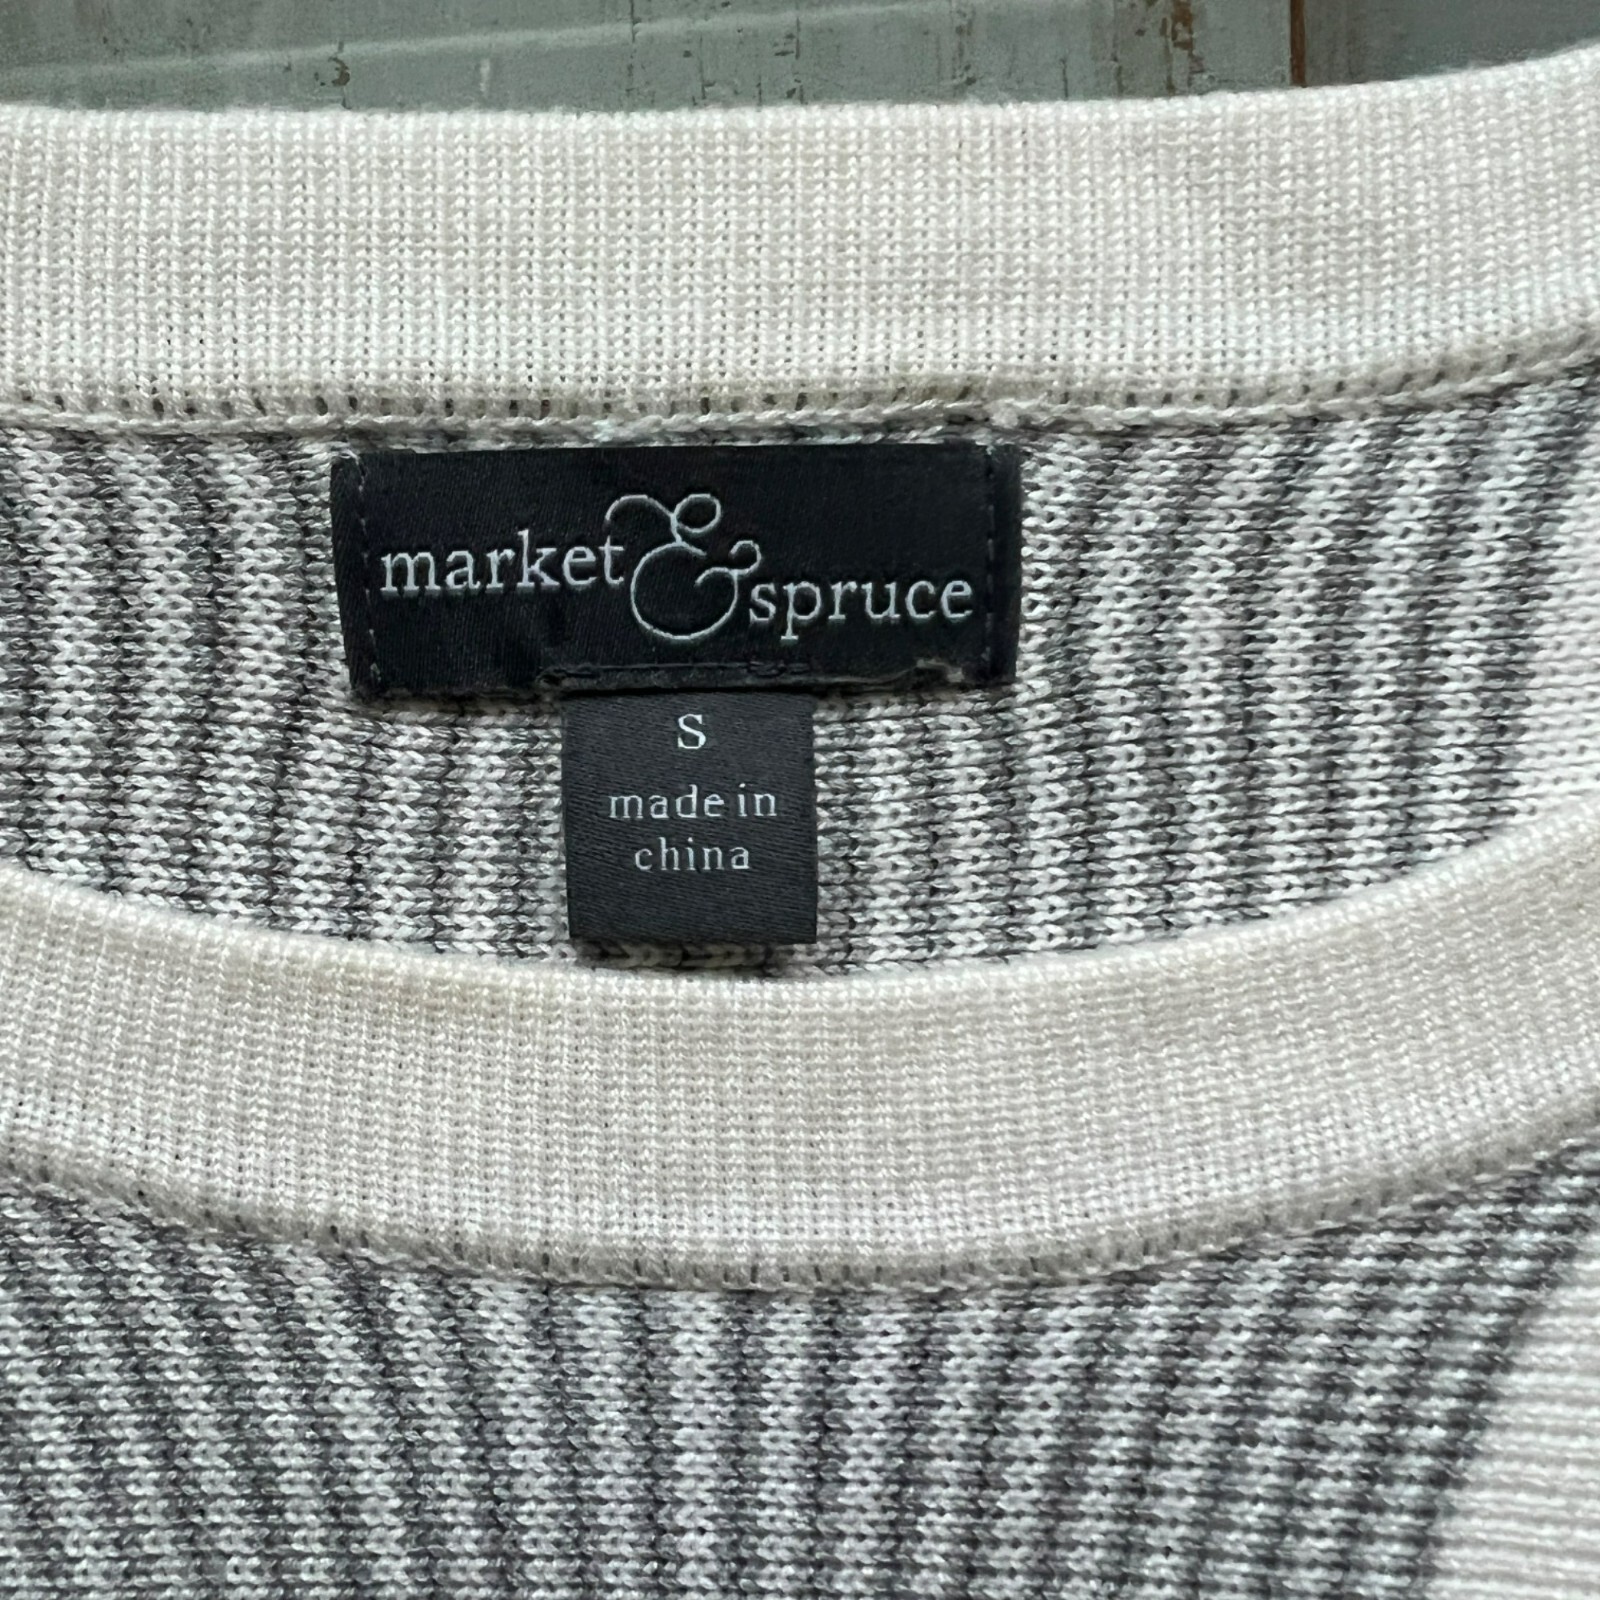 market & spruce
S
made in
china